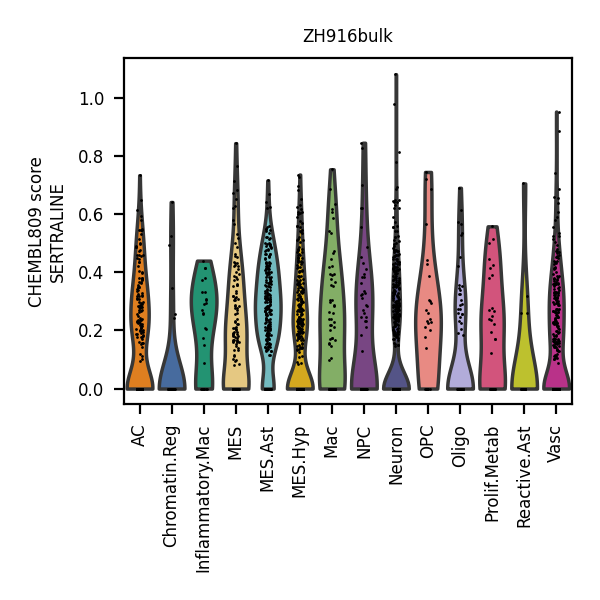 ZH916bulk
CHEMBL809 score
SERTRALINE
1.0
0.8
0.6
0.4
0.2
0.0
AC
Chromatin.Reg
Inflammatory.Mac
MES
MES.Ast
MES.Hyp
Mac
NPC
Neuron
OPC
Oligo
Prolif.Metab
Reactive.Ast
Vasc